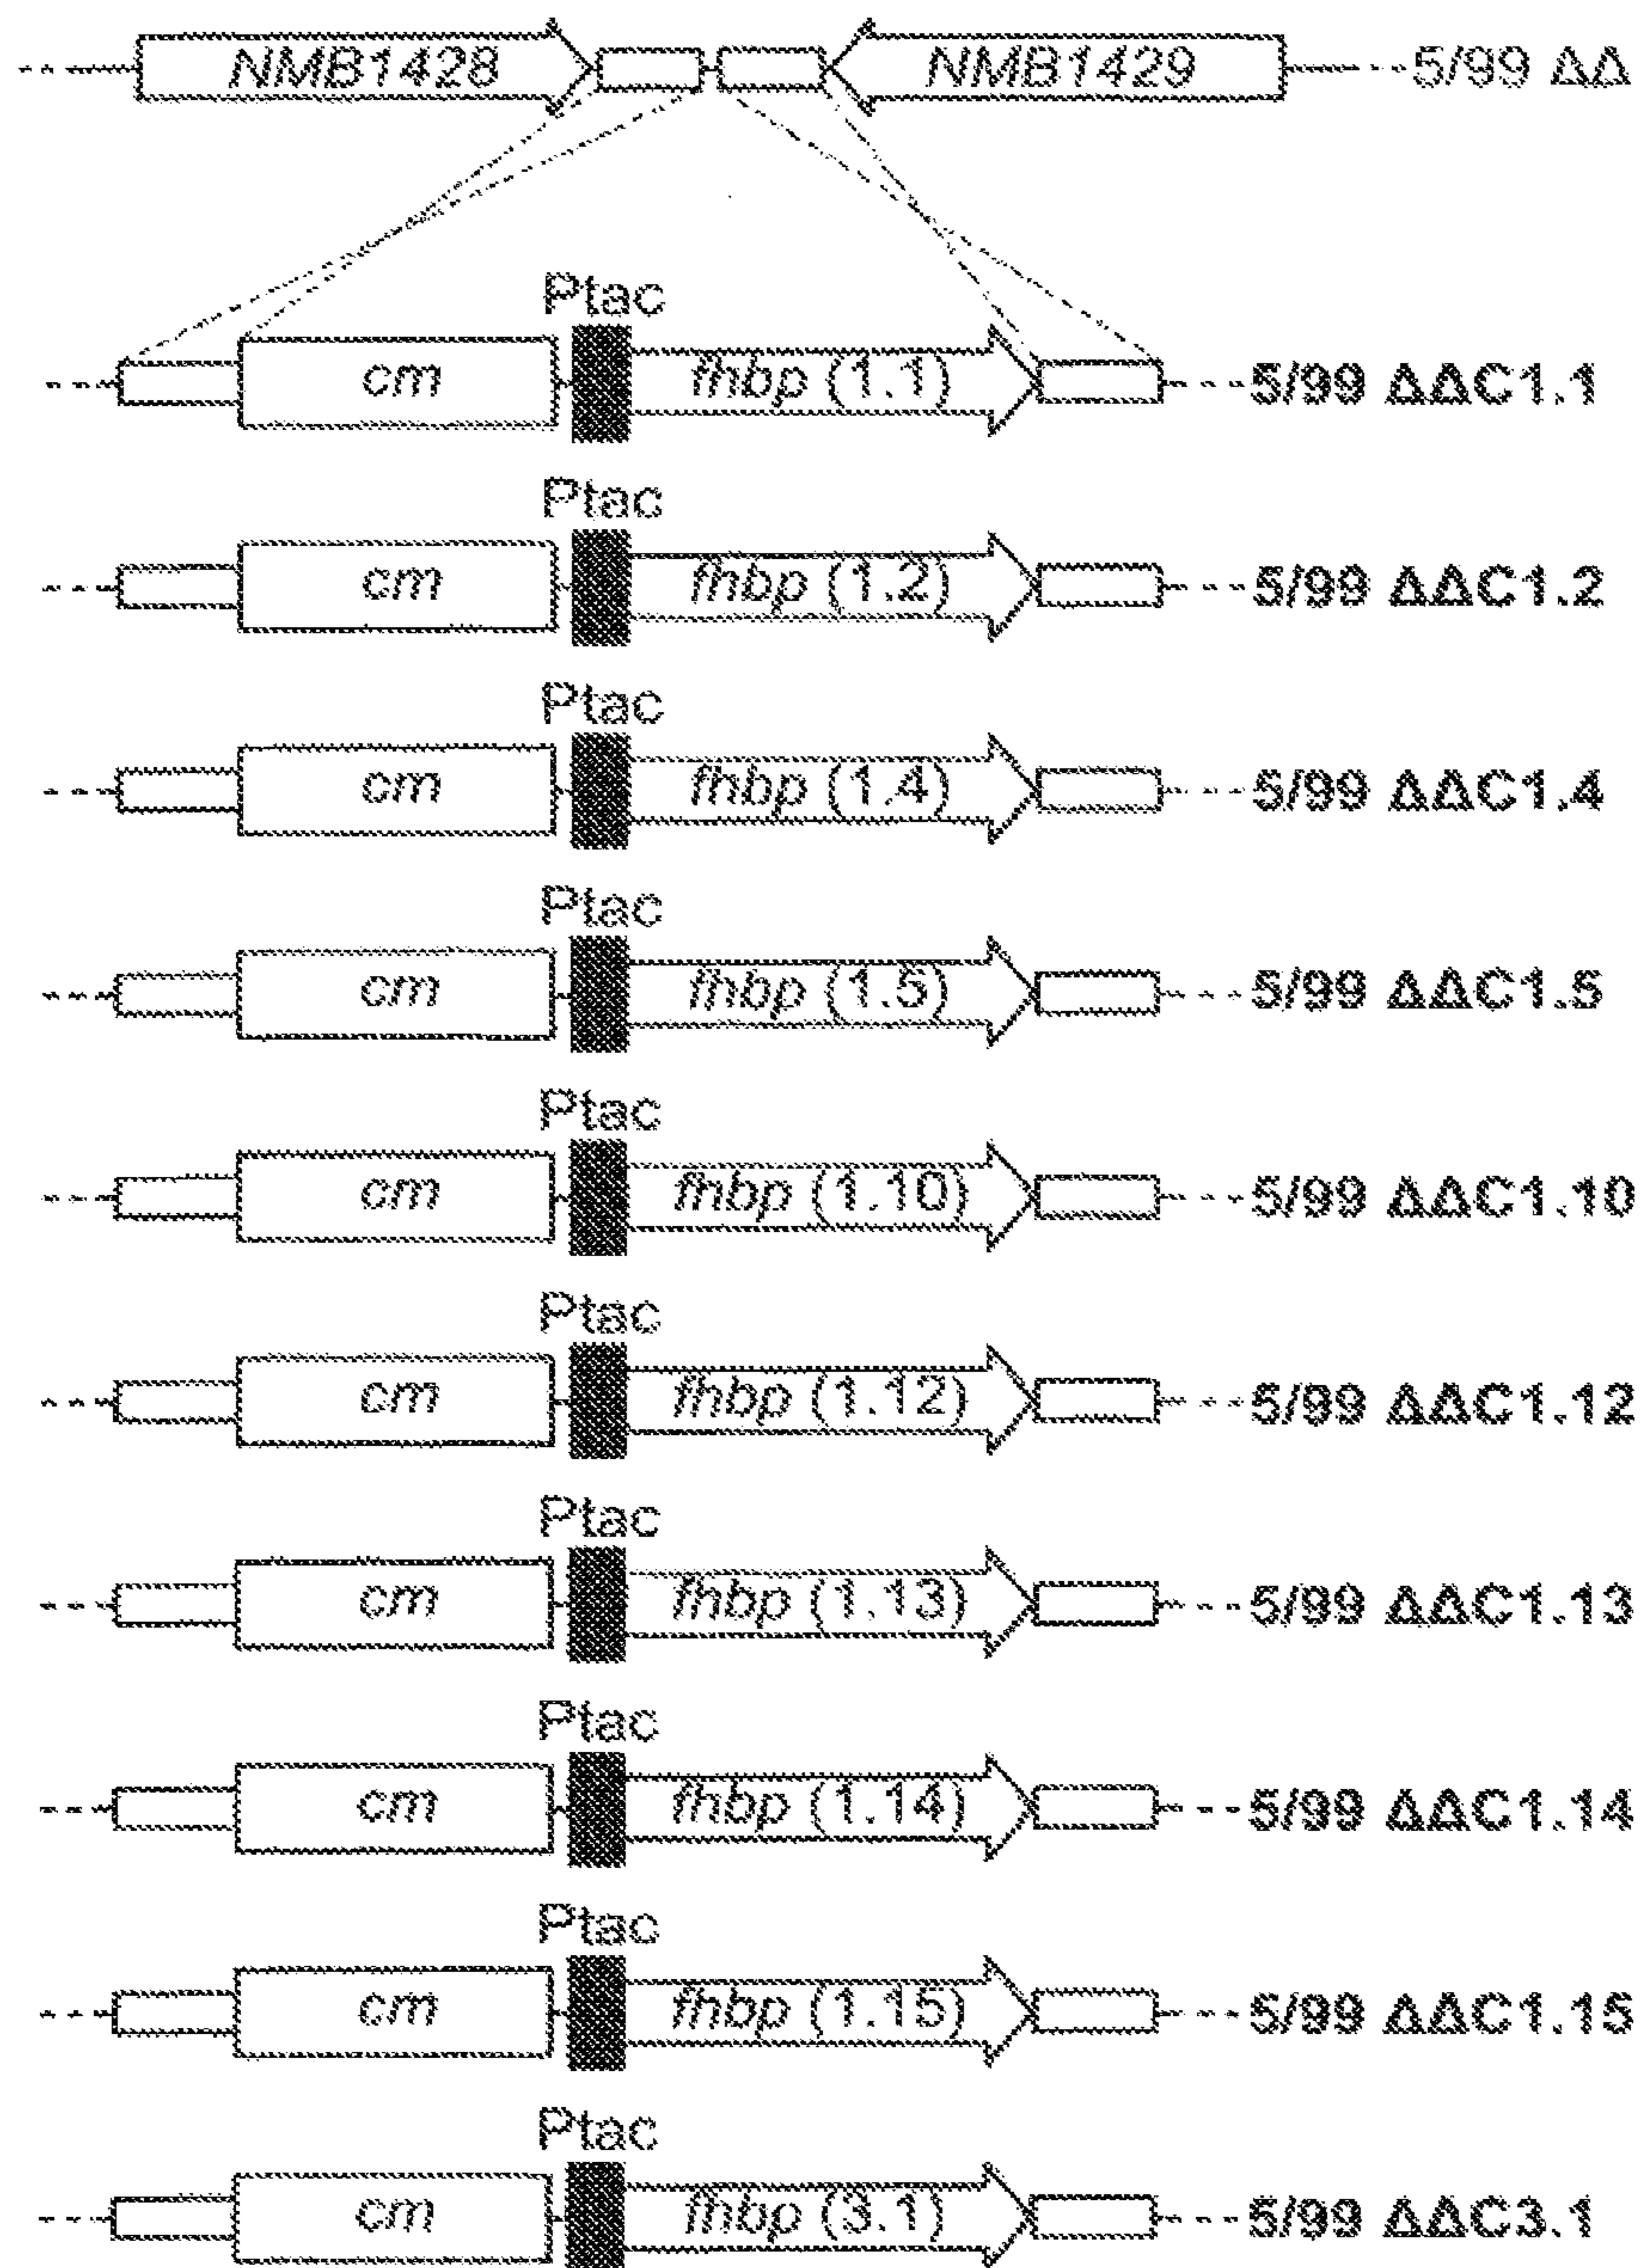 NMB1428 NMB1429 5/99 ΔΔ
Ptac
cm fhbp (1.1) 5/99 ΔΔC1.1
Ptac
cm fhbp (1.2) 5/99 ΔΔC1.2
Ptac
cm fhbp (1.4) 5/99 ΔΔC1.4
Ptac
cm fhbp (1.5) 5/99 ΔΔC1.5
Ptac
cm fhbp (1.10) 5/99 ΔΔC1.10
Ptac
cm fhbp (1.12) 5/99 ΔΔC1.12
Ptac
cm fhbp (1.13) 5/99 ΔΔC1.13
Ptac
cm fhbp (1.14) 5/99 ΔΔC1.14
Ptac
cm fhbp (1.15) 5/99 ΔΔC1.15
Ptac
cm fhbp (3.1) 5/99 ΔΔC3.1